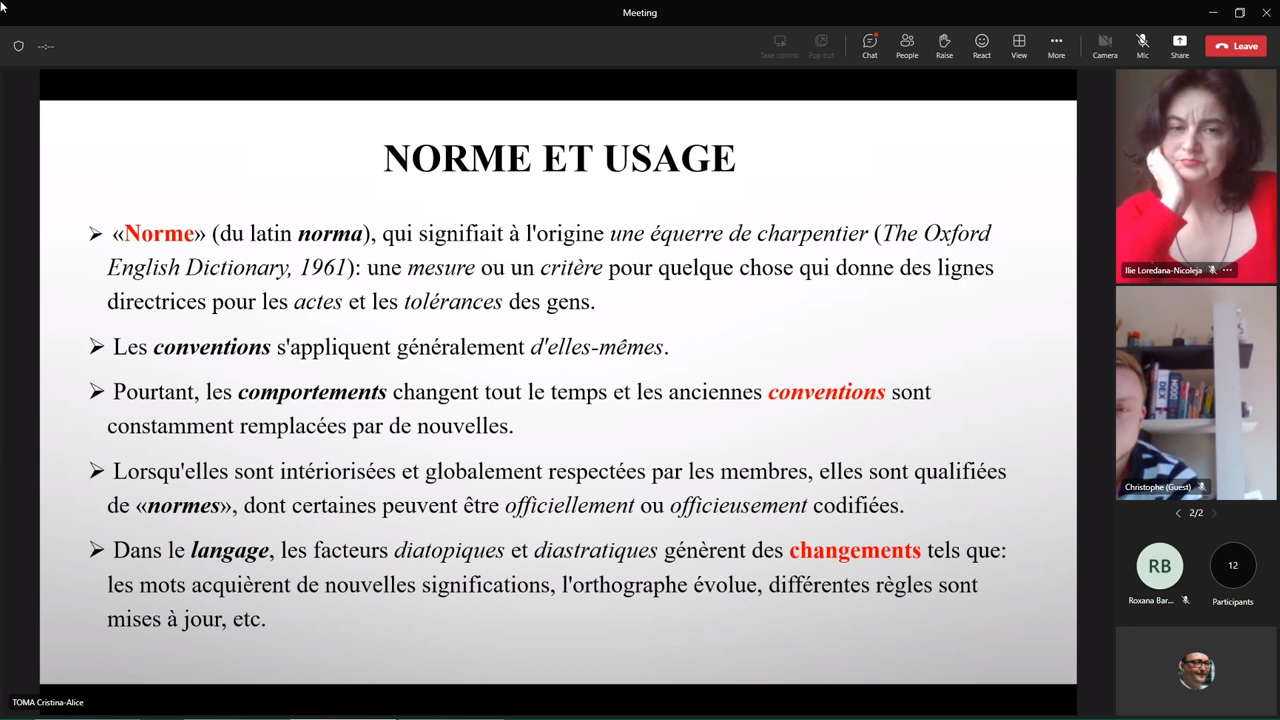 Meeting
--:--
Take control
Pop out
Chat
People
Raise
React
View
More
Camera
Mic
Share
Leave
NORME ET USAGE
➢ «Norme» (du latin norma), qui signifiait à l'origine une équerre de charpentier (The Oxford
English Dictionary, 1961): une mesure ou un critère pour quelque chose qui donne des lignes
directrices pour les actes et les tolérances des gens.
➢ Les conventions s'appliquent généralement d'elles-mêmes.
➢ Pourtant, les comportements changent tout le temps et les anciennes conventions sont
constamment remplacées par de nouvelles.
➢ Lorsqu'elles sont intériorisées et globalement respectées par les membres, elles sont qualifiées
de «normes», dont certaines peuvent être officiellement ou officieusement codifiées.
➢ Dans le langage, les facteurs diatopiques et diastratiques génèrent des changements tels que:
les mots acquièrent de nouvelles significations, l'orthographe évolue, différentes règles sont
mises à jour, etc.
TOMA Cristina-Alice
Ilie Loredana-Nicoleja
DEX
Christophe (Guest)
2/2
RB
Roxana Bar...
12
Participants